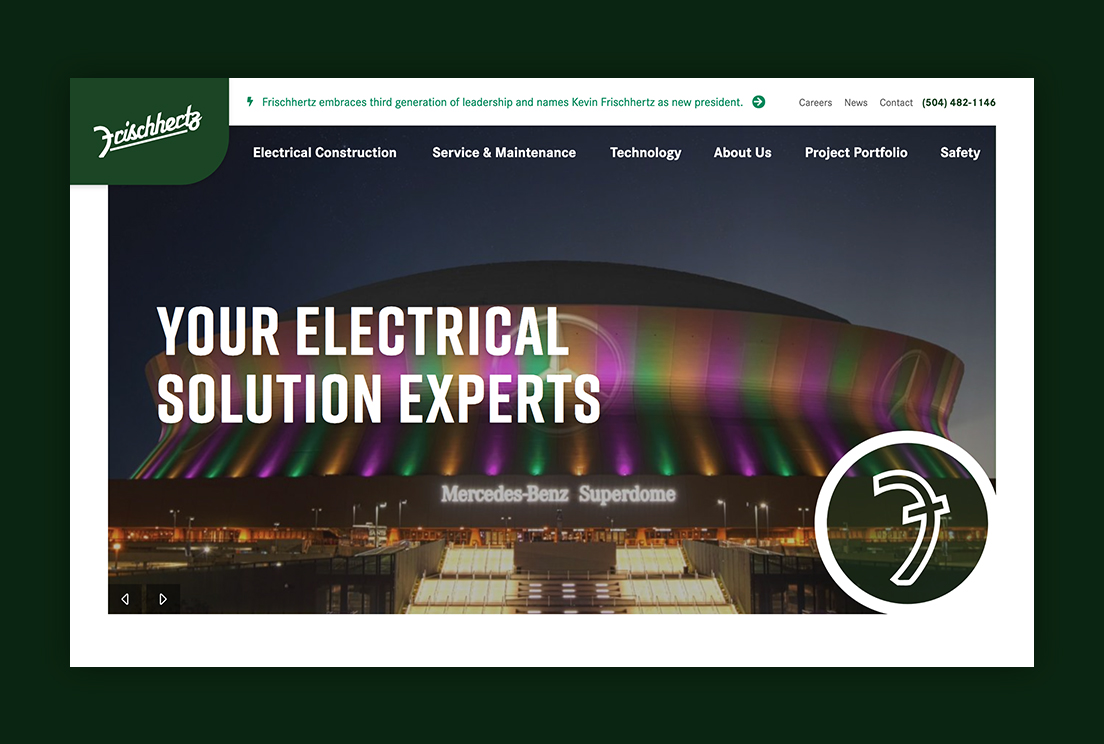 Frischhertz
Frischhertz embraces third generation of leadership and names Kevin Frischhertz as new president.
Careers News Contact (504) 482-1146
Electrical Construction Service & Maintenance Technology About Us Project Portfolio Safety
YOUR ELECTRICAL
SOLUTION EXPERTS
Mercedes-Benz Superdome
F